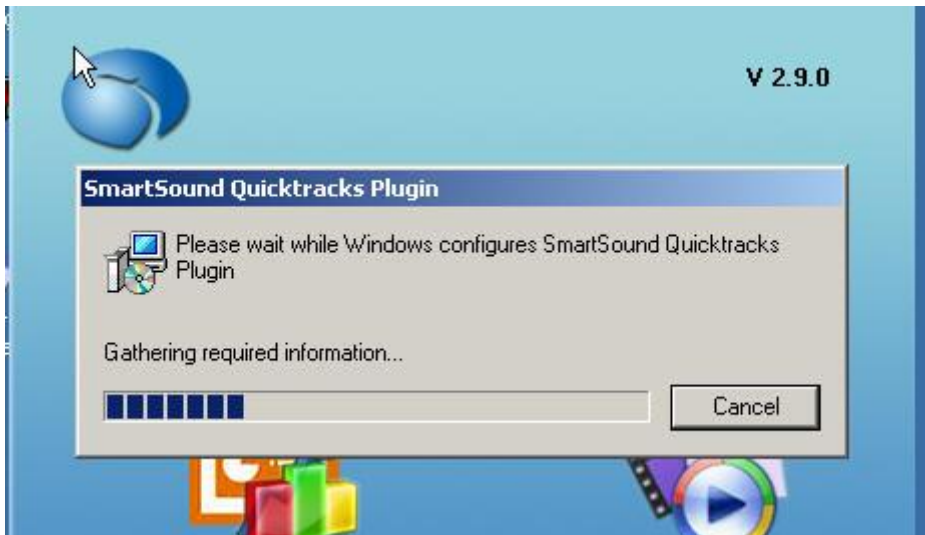 V 2.9.0
SmartSound Quicktracks Plugin
Please wait while Windows configures SmartSound Quicktracks
Plugin
Gathering required information...
Cancel